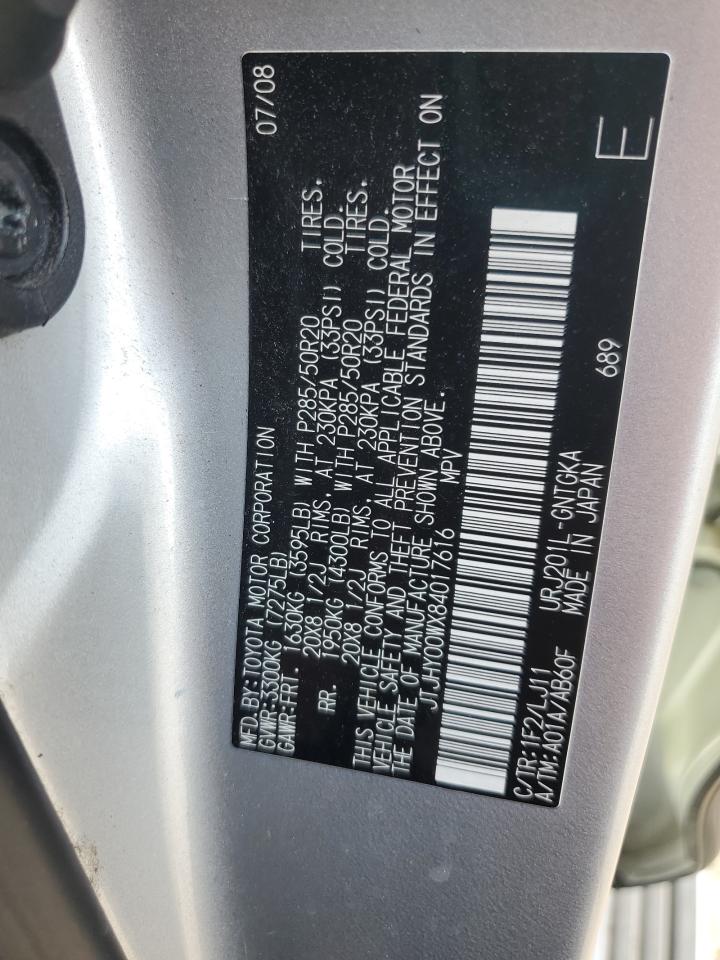 MFD.BY:TOYOTA MOTOR CORPORATION 07/08
GVWR:3300KG (7275LB)
GAWR:FRT. 1630KG (3595LB) WITH P285/50R20 TIRES,
20X8 1/2J RIMS, AT 230KPA (33PSI) COLD.
RR. 1950KG (4300LB) WITH P285/50R20 TIRES,
20X8 1/2J RIMS, AT 230KPA (33PSI) COLD.
THIS VEHICLE CONFORMS TO ALL APPLICABLE FEDERAL MOTOR
VEHICLE SAFETY AND THEFT PREVENTION STANDARDS IN EFFECT ON
THE DATE OF MANUFACTURE SHOWN ABOVE.
JTJHY00WX84017616 MPV
C/TR:1F2/LJ11 URJ201L-GNTGKA 689
A/TM:A01A/AB60F MADE IN JAPAN
E